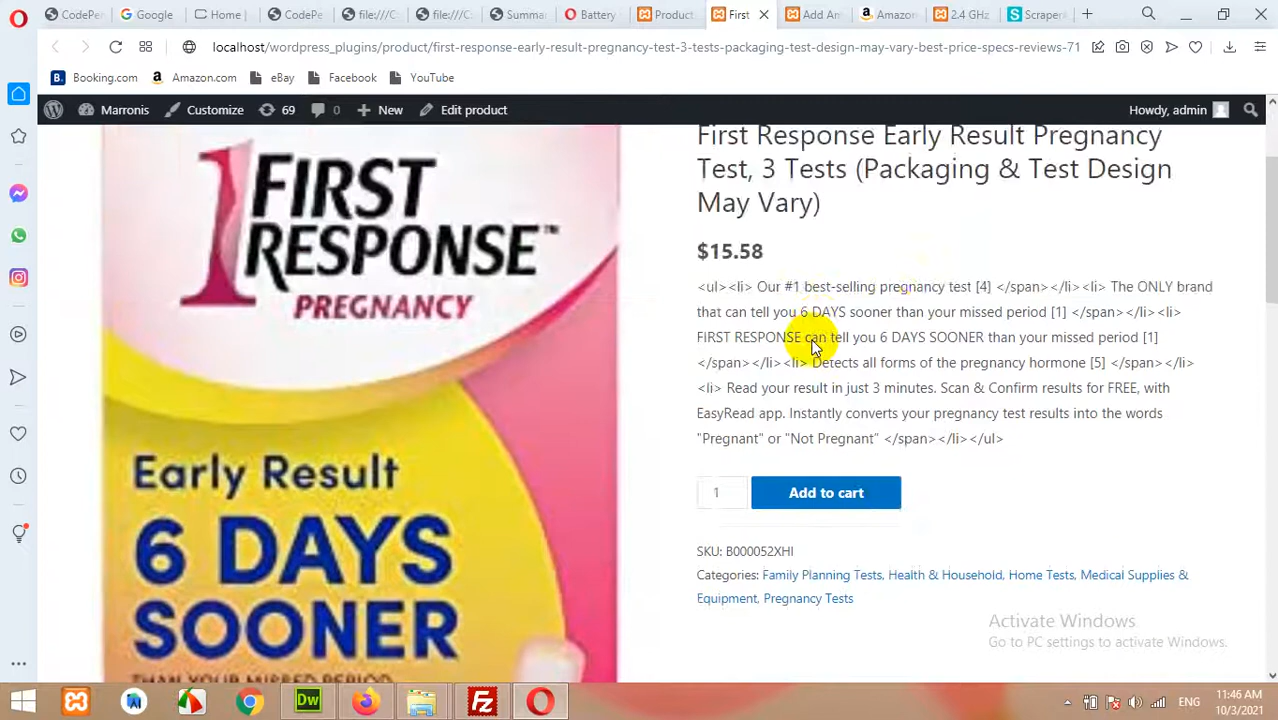 CodePen
Google
Home |
CodePe
file:///C:
file:///C:
Summar
Battery
Product
First
Add Am
Amazon
2.4 GHz
Scraper
localhost/wordpress_plugins/product/first-response-early-result-pregnancy-test-3-tests-packaging-test-design-may-vary-best-price-specs-reviews-71
B. Booking.com
a Amazon.com
eBay
Facebook
YouTube
Marronis
Customize
69
0
New
Edit product
Howdy, admin
First Response Early Result Pregnancy
Test, 3 Tests (Packaging & Test Design
May Vary)
$15.58
<ul><li> Our #1 best-selling pregnancy test [4] </span></li><li> The ONLY brand
that can tell you 6 DAYS sooner than your missed period [1] </span></li><li>
FIRST RESPONSE can tell you 6 DAYS SOONER than your missed period [1]
</span></li><li> Detects all forms of the pregnancy hormone [5] </span></li>
<li> Read your result in just 3 minutes. Scan & Confirm results for FREE, with
EasyRead app. Instantly converts your pregnancy test results into the words
"Pregnant" or "Not Pregnant" </span></li></ul>
1
Add to cart
SKU: B000052XHI
Categories: Family Planning Tests, Health & Household, Home Tests, Medical Supplies &
Equipment, Pregnancy Tests
1 FIRST
RESPONSE™
PREGNANCY
Early Result
6 DAYS
SOONER
THAN YOUR MISSED PERIOD
Activate Windows
Go to PC settings to activate Windows.
Dw
Fz
ENG
11:46 AM
10/3/2021